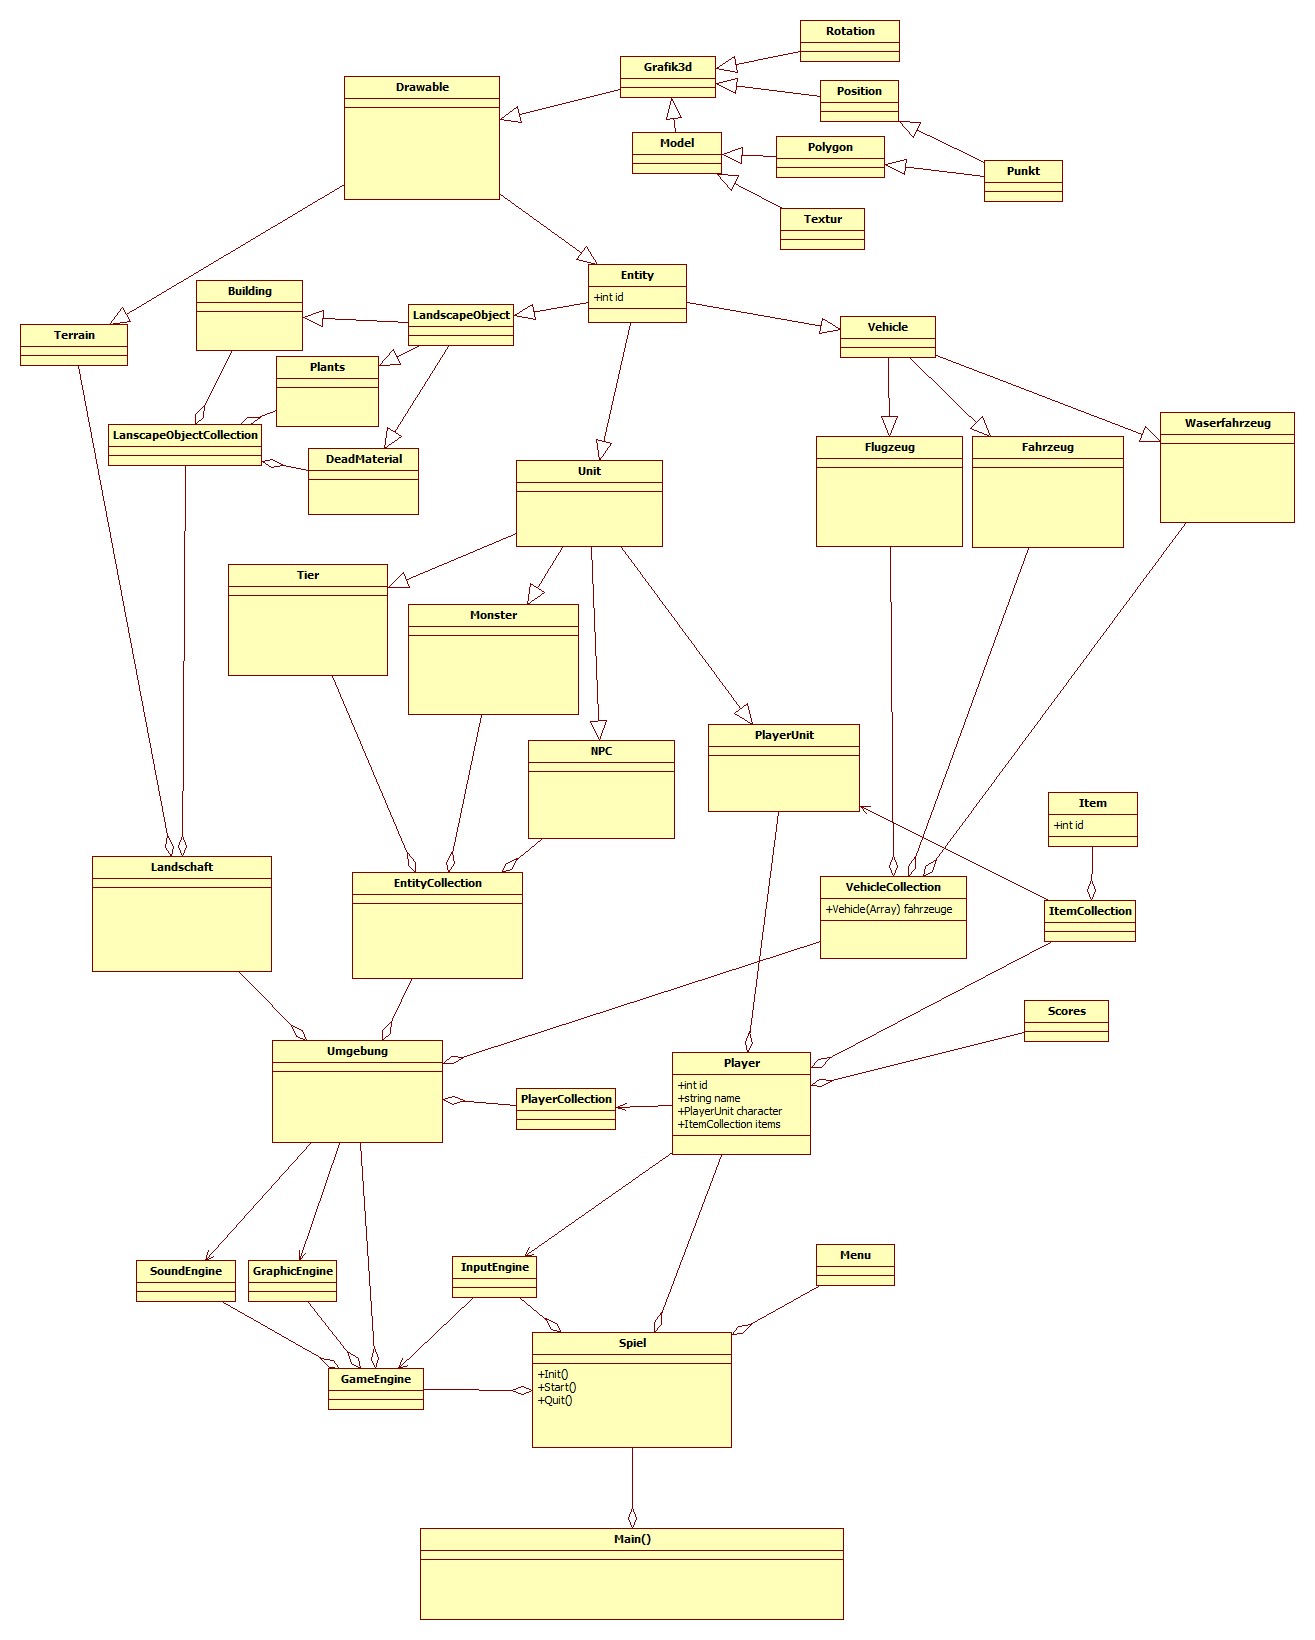 Rotation
Grafik3d
Drawable
Position
Model
Polygon
Punkt
Textur
Entity
+int id
Building
LandscapeObject
Vehicle
Terrain
Plants
Waserfahrzeug
LanscapeObjectCollection
Flugzeug
Fahrzeug
DeadMaterial
Unit
Tier
Monster
PlayerUnit
NPC
Item
+int id
Landschaft
EntityCollection
VehicleCollection
+Vehicle(Array) fahrzeuge
ItemCollection
Scores
Umgebung
Player
+int id
+string name
+PlayerUnit character
+ItemCollection items
PlayerCollection
Menu
SoundEngine
GraphicEngine
InputEngine
Spiel
+Init()
+Start()
+Quit()
GameEngine
Main()